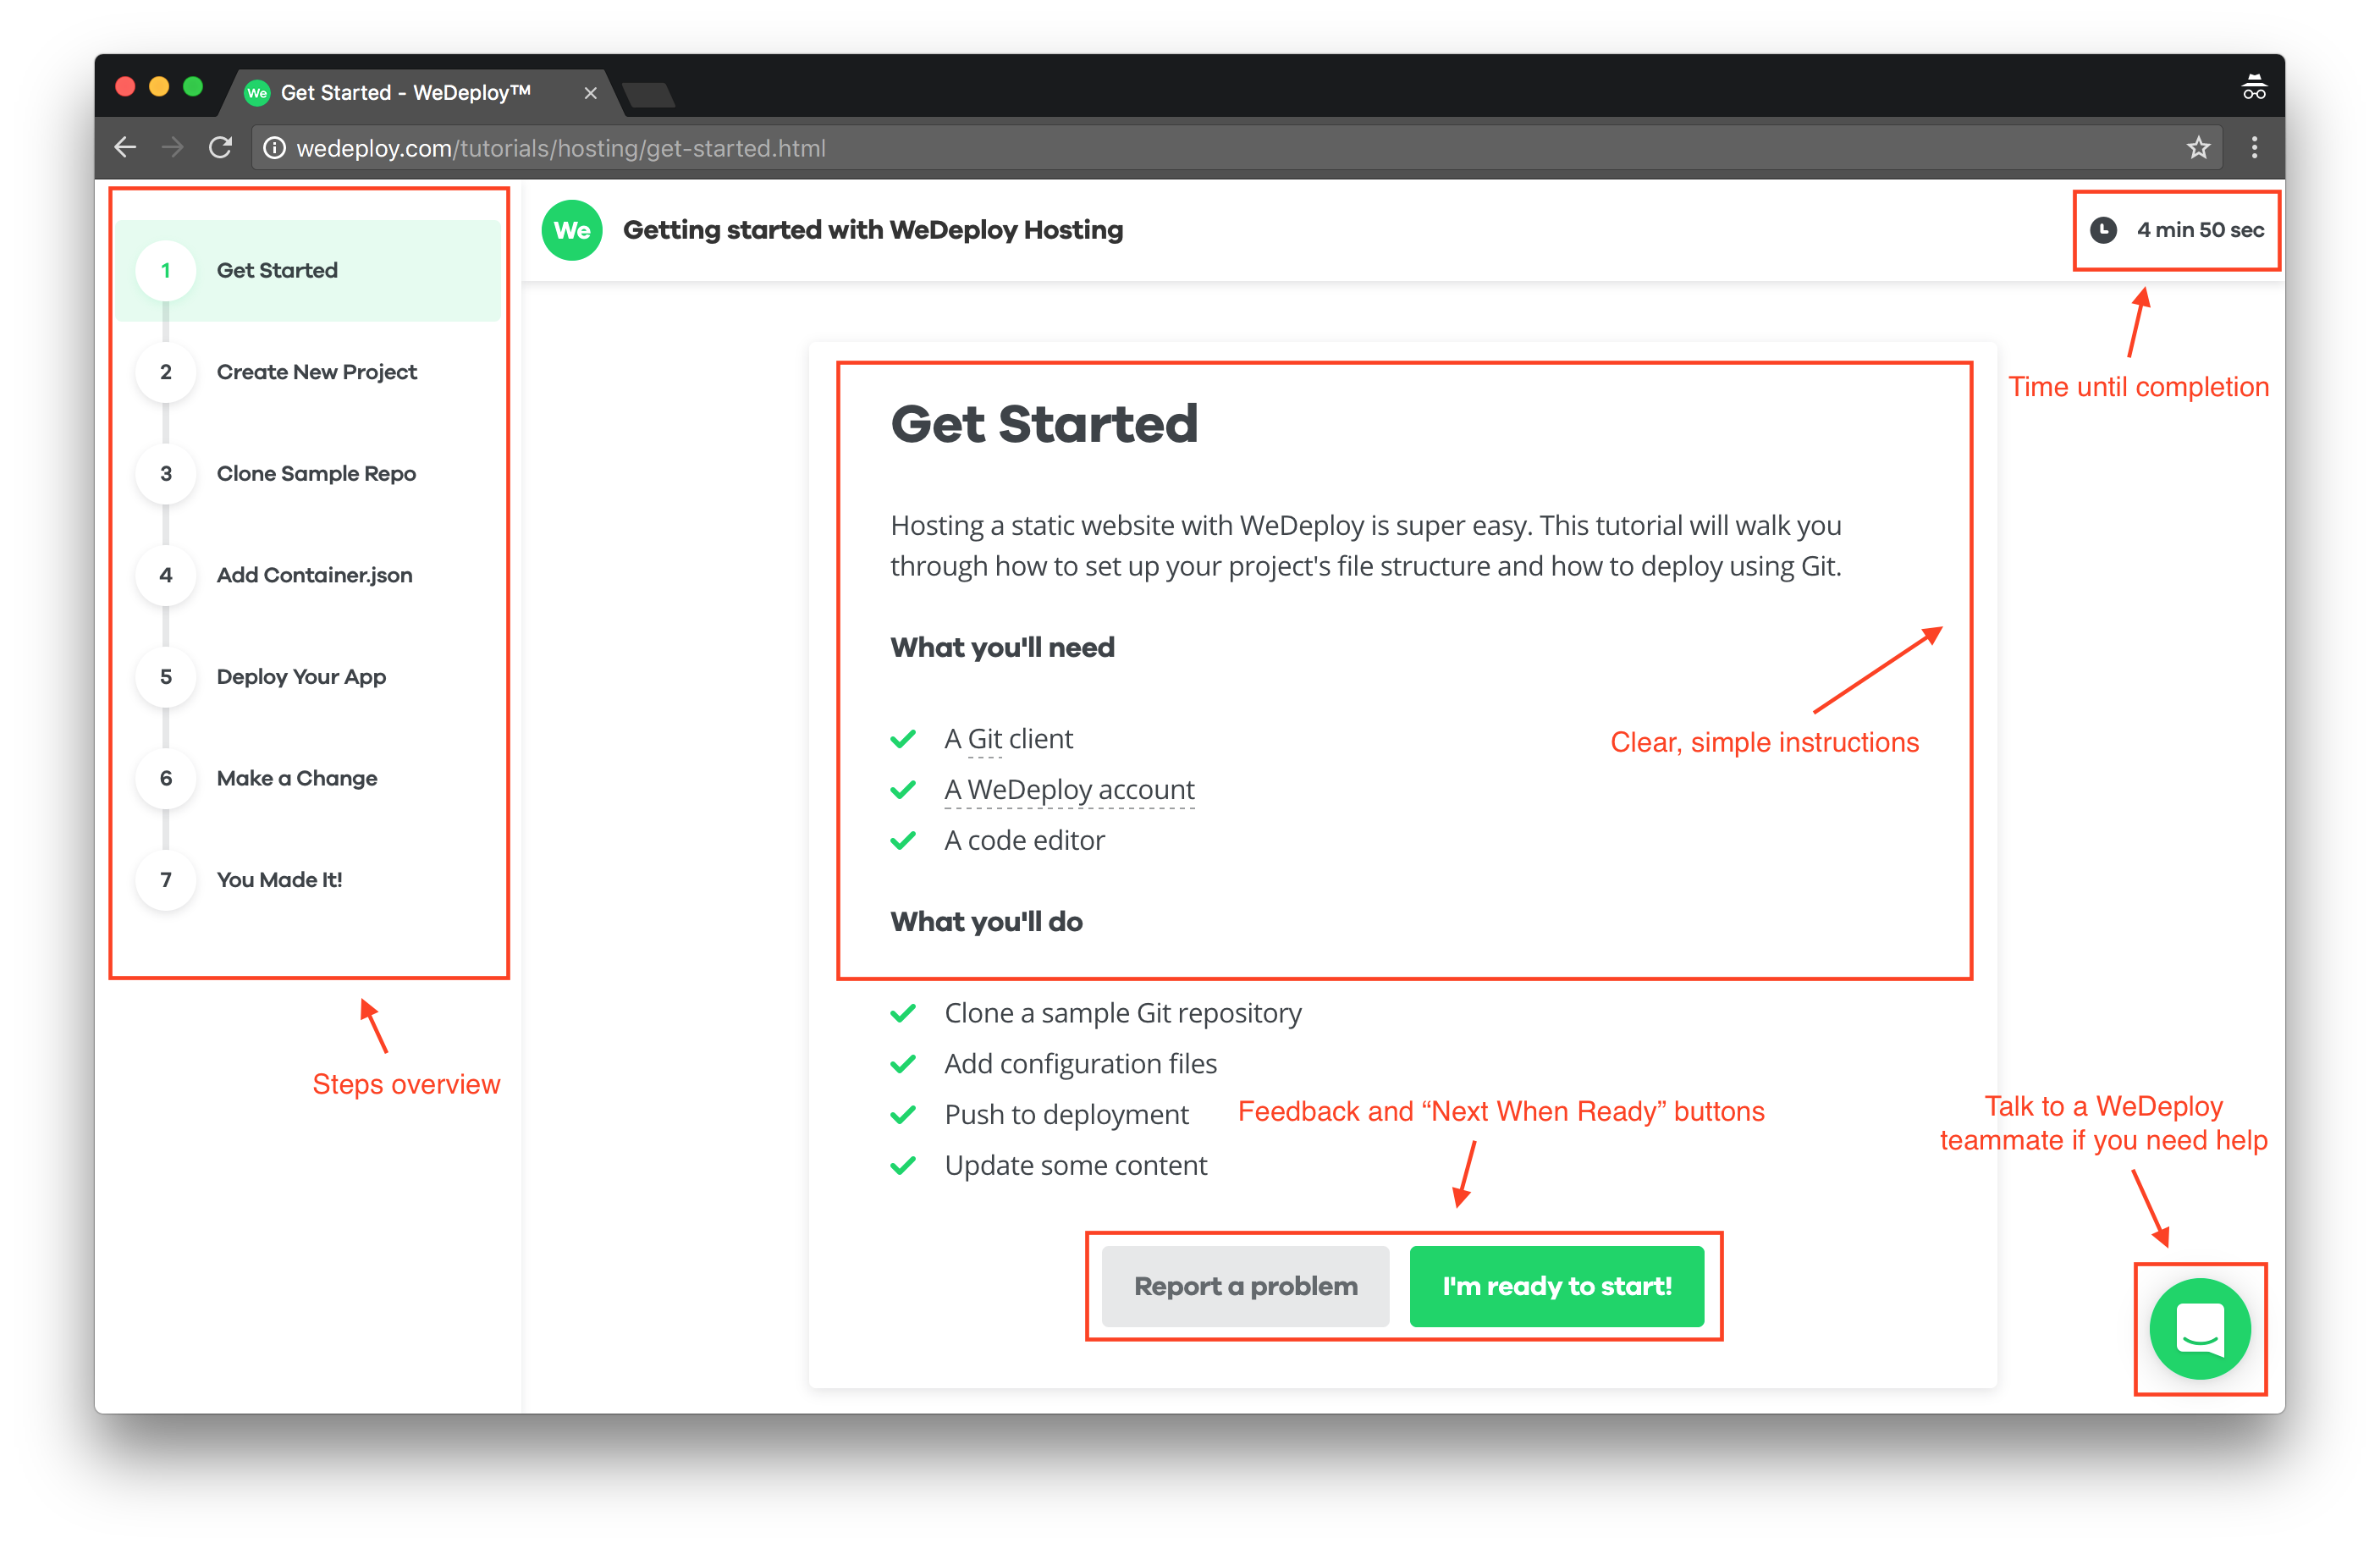 We Get Started - WeDeploy™
wedeploy.com/tutorials/hosting/get-started.html
1 Get Started
2 Create New Project
3 Clone Sample Repo
4 Add Container.json
5 Deploy Your App
6 Make a Change
7 You Made It!
Steps overview
We Getting started with WeDeploy Hosting
4 min 50 sec
Time until completion
Get Started
Hosting a static website with WeDeploy is super easy. This tutorial will walk you
through how to set up your project's file structure and how to deploy using Git.
What you'll need
A Git client
A WeDeploy account
A code editor
Clear, simple instructions
What you'll do
Clone a sample Git repository
Add configuration files
Push to deployment
Update some content
Feedback and “Next When Ready” buttons
Report a problem
I'm ready to start!
Talk to a WeDeploy
teammate if you need help